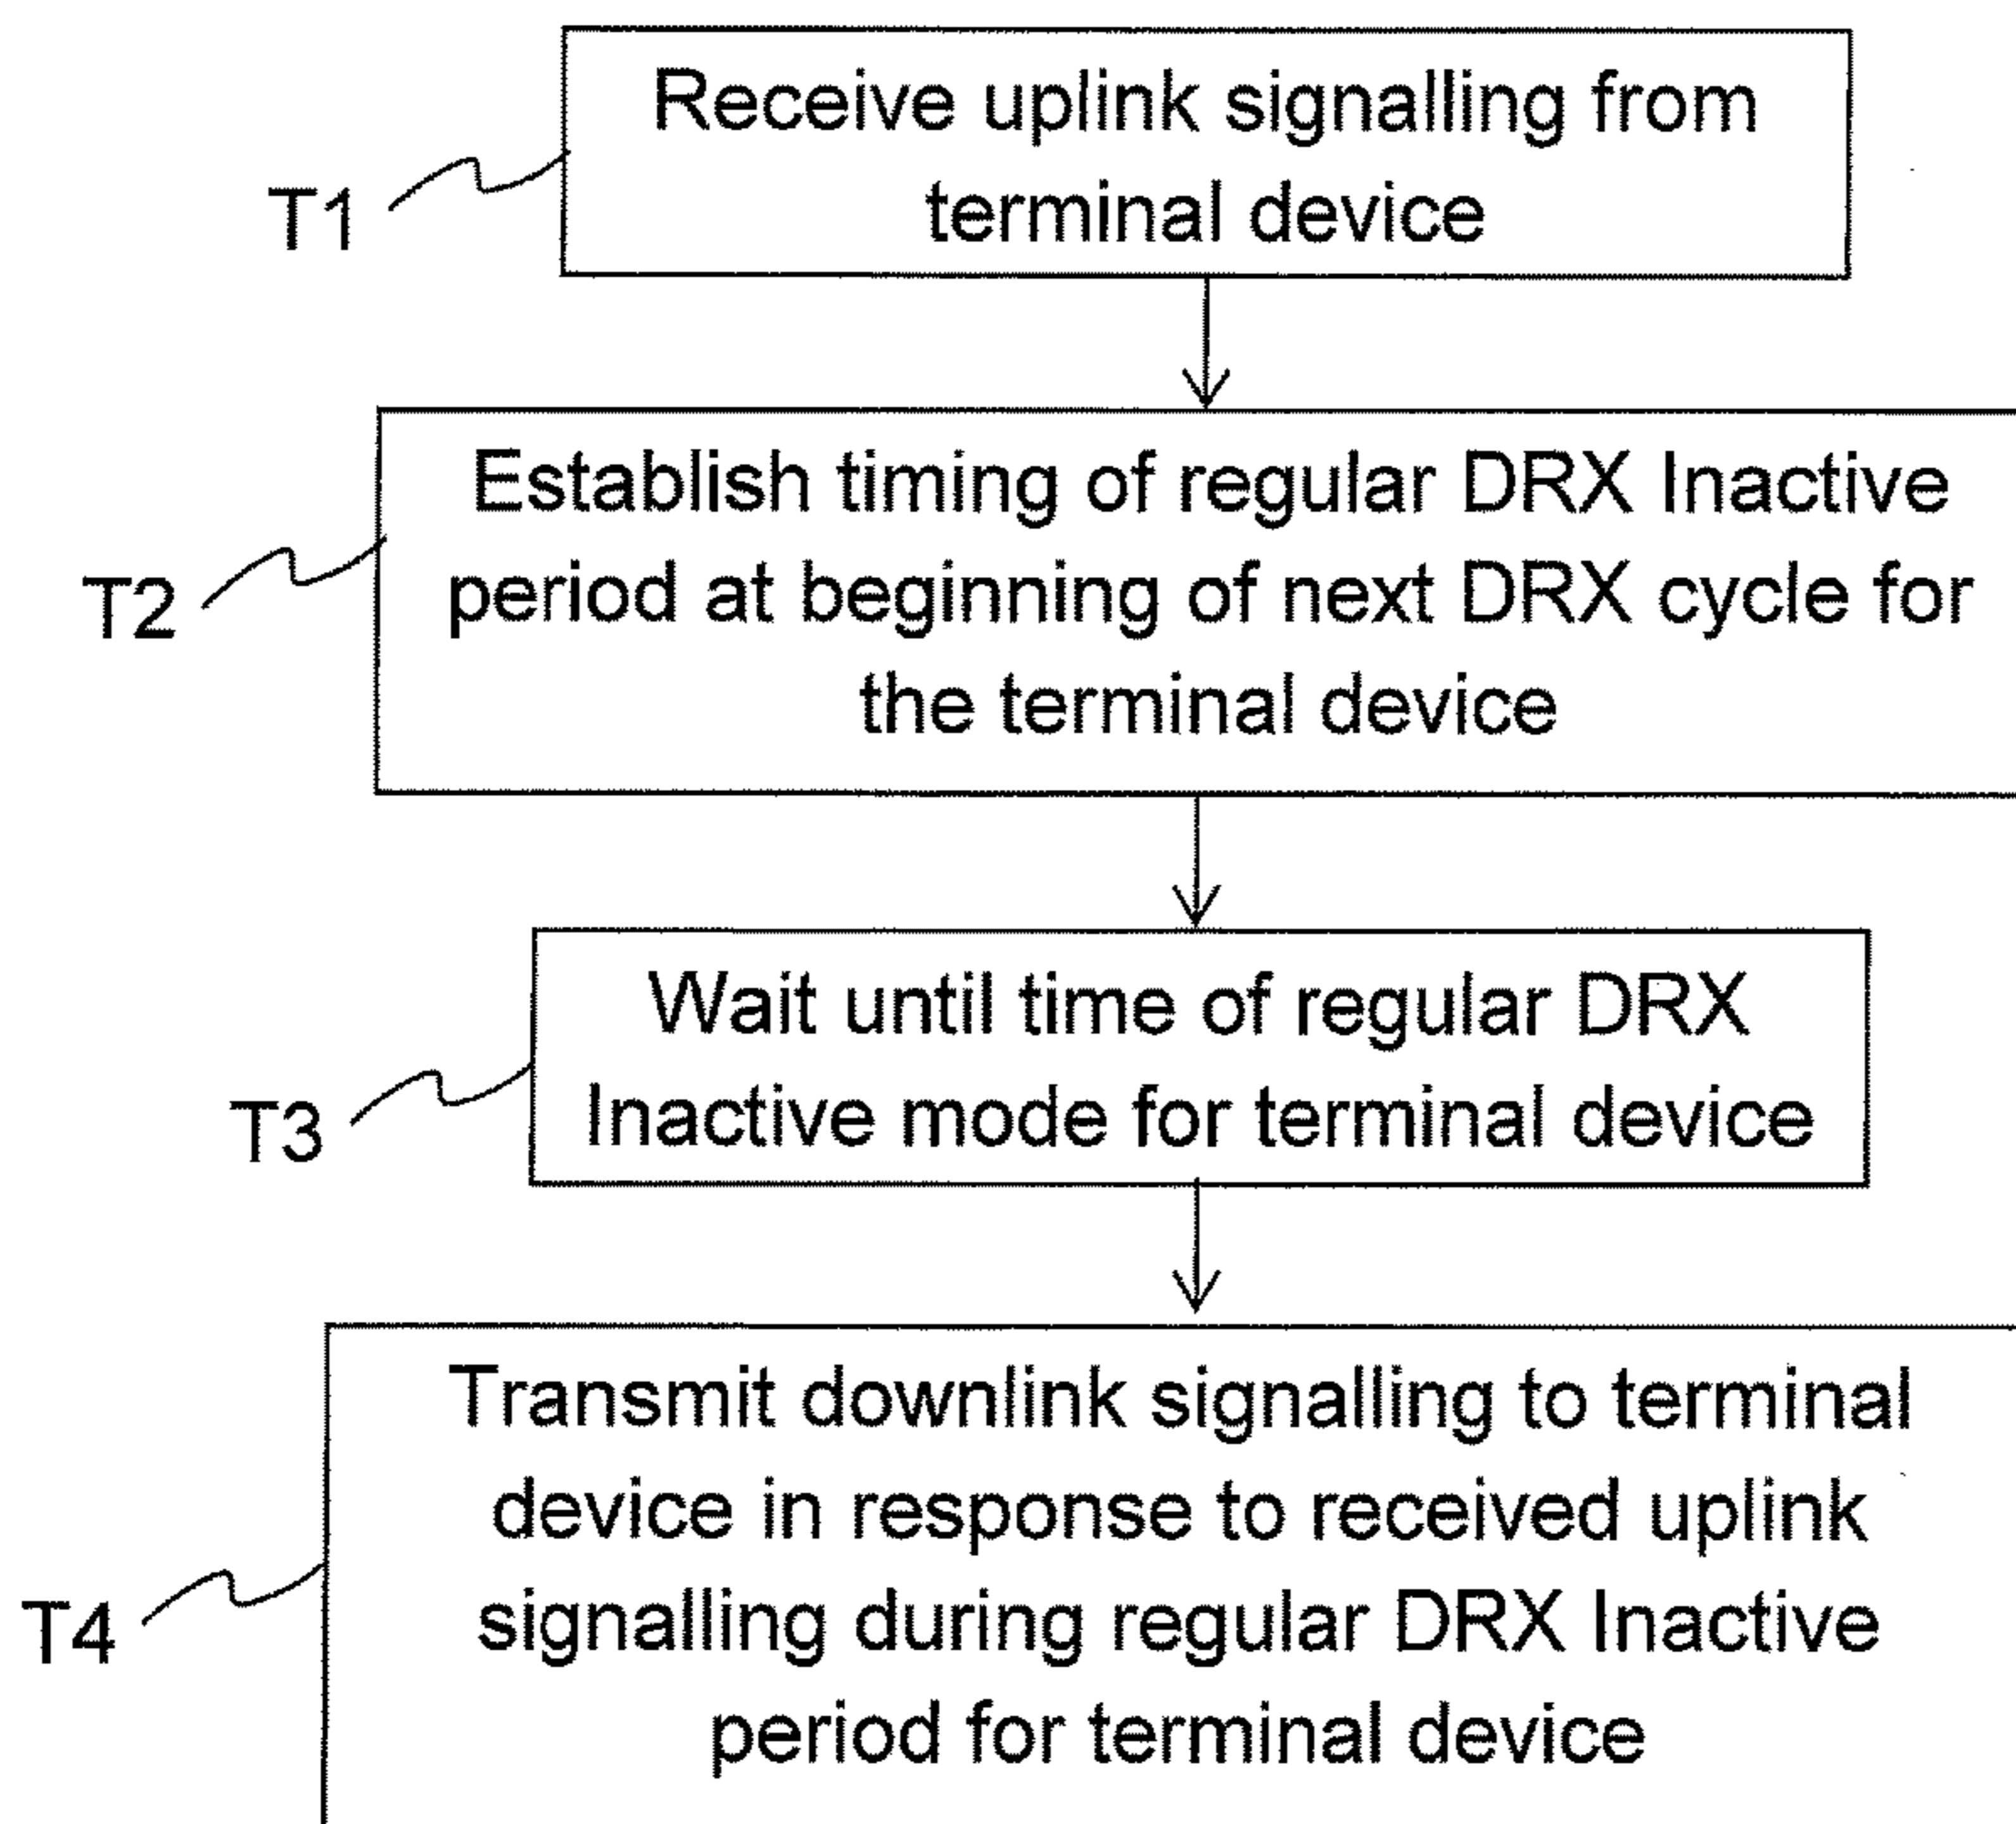 Receive uplink signalling from
terminal device
T1
Establish timing of regular DRX Inactive
period at beginning of next DRX cycle for
the terminal device
T2
Wait until time of regular DRX
Inactive mode for terminal device
T3
Transmit downlink signalling to terminal
device in response to received uplink
signalling during regular DRX Inactive
period for terminal device
T4